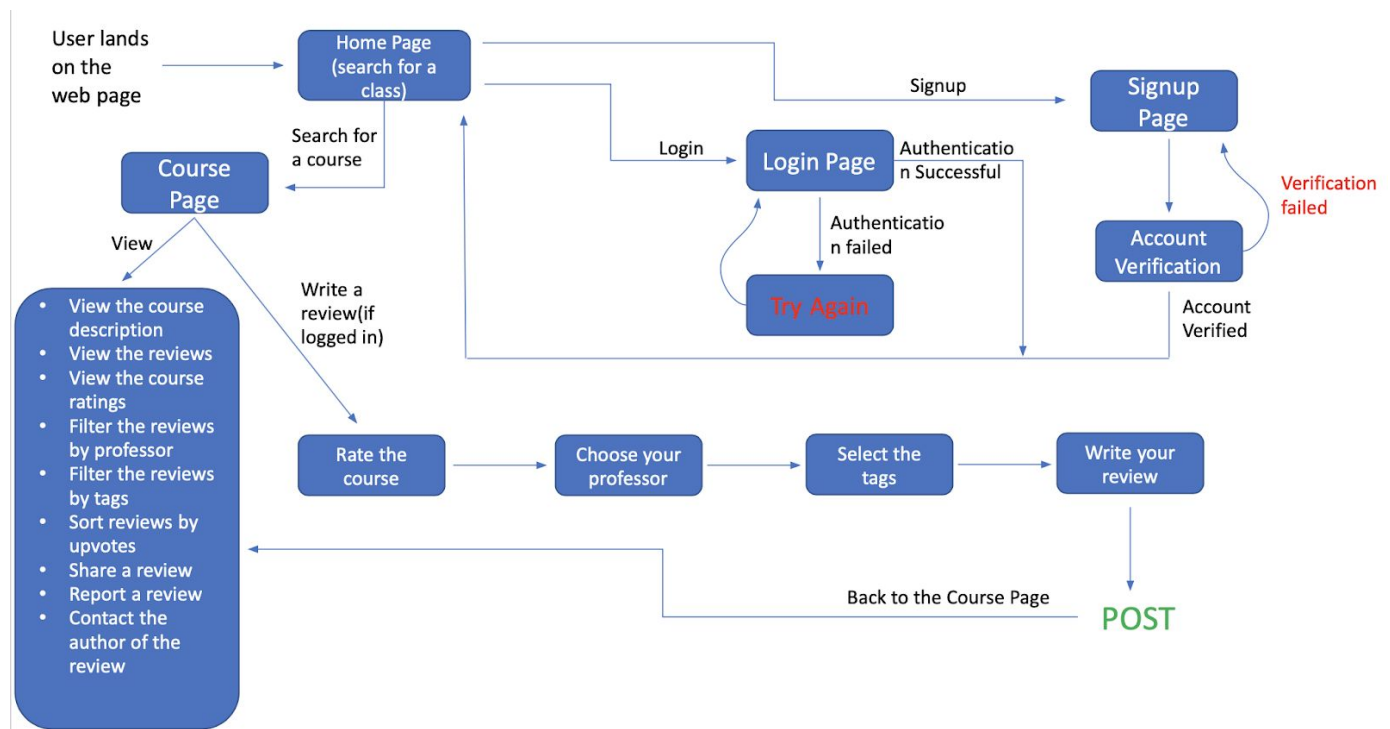 User lands
on the
web page
Home Page
(search for a
class)
Signup
Signup
Page
Search for
a course
Login
Login Page
Authenticatio
n Successful
Verification
failed
Course
Page
Authenticatio
n failed
Account
Verification
View
Try Again
Account
Verified
Write a
review(if
logged in)
• View the course
description
• View the reviews
• View the course
ratings
• Filter the reviews
by professor
• Filter the reviews
by tags
• Sort reviews by
upvotes
• Share a review
• Report a review
• Contact the
author of the
review
Rate the
course
Choose your
professor
Select the
tags
Write your
review
Back to the Course Page
POST